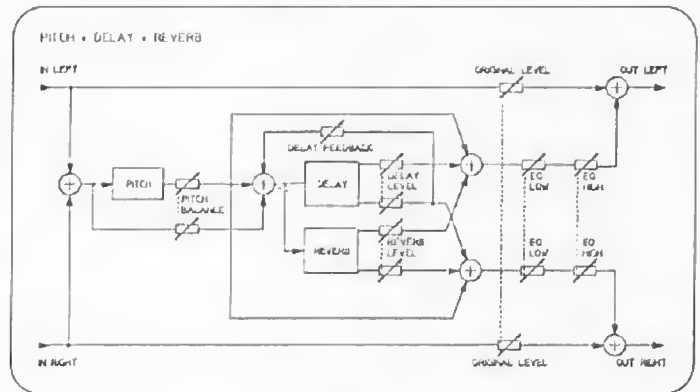 PITCH + DELAY + REVERB
IN LEFT
ORIGINAL LEVEL
OUT LEFT
DELAY FEEDBACK
PITCH
DELAY
DELAY
LEVEL
EQ
LOW
EQ
HIGH
PITCH
BALANCE
REVERB
REVERB
LEVEL
EQ
LOW
EQ
HIGH
IN RIGHT
ORIGINAL LEVEL
OUT RIGHT